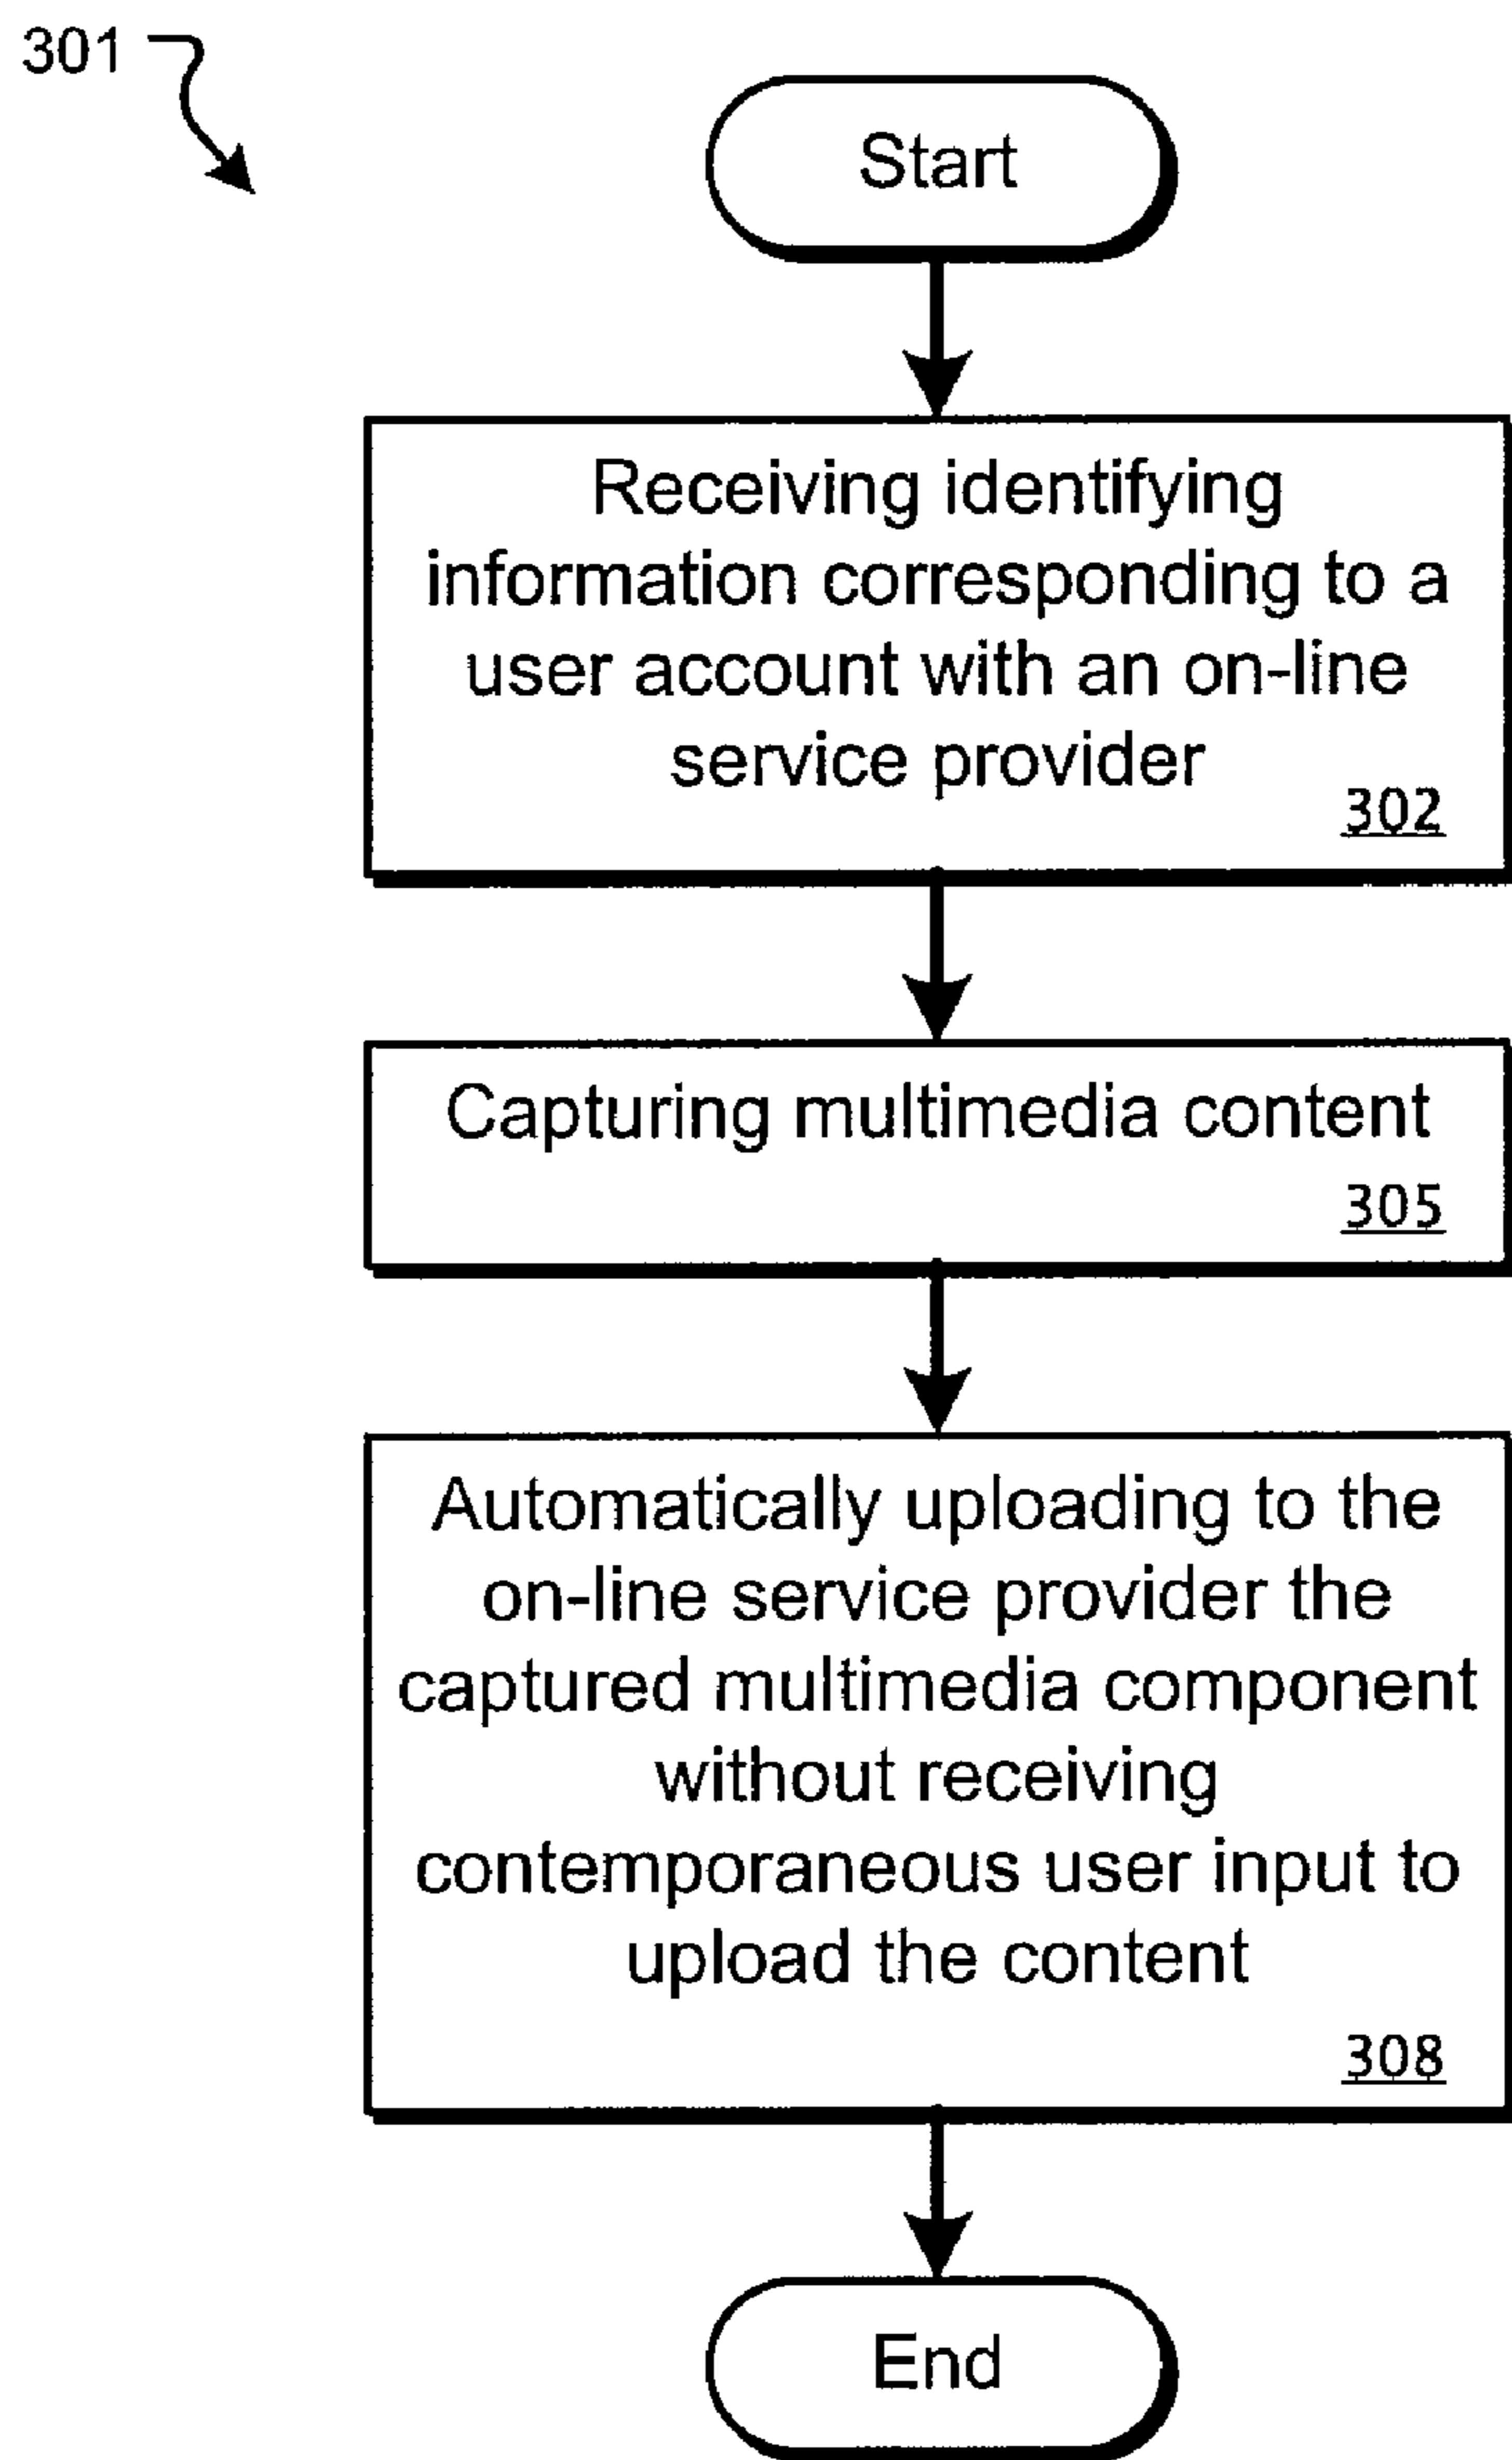 301
Start
Receiving identifying
information corresponding to a
user account with an on-line
service provider
302
Capturing multimedia content
305
Automatically uploading to the
on-line service provider the
captured multimedia component
without receiving
contemporaneous user input to
upload the content
308
End